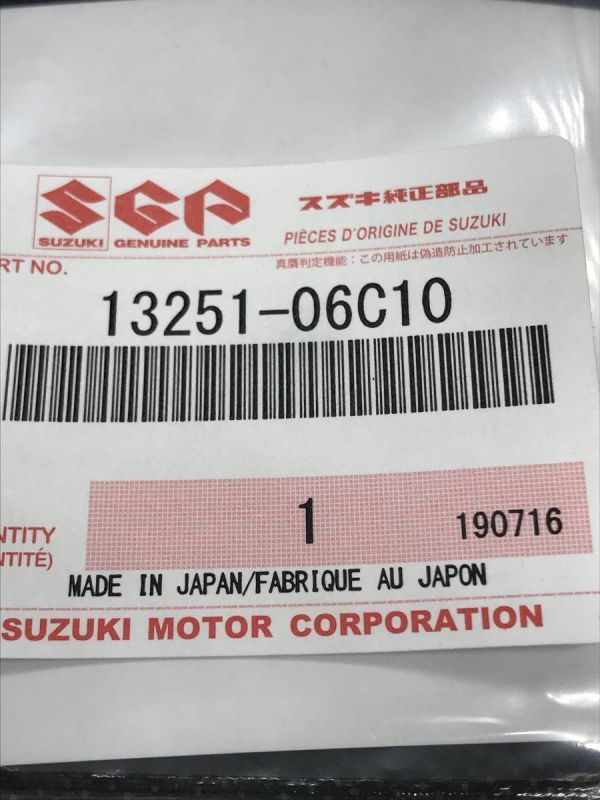 SGP
スズキ純正部品
SUZUKI GENUINE PARTS
PIÈCES D'ORIGINE DE SUZUKI
RT NO.
真贋判定機能:この用紙は偽造防止加工されています
13251-06C10
NTITY
NTITÉ)
1
190716
MADE IN JAPAN/FABRIQUE AU JAPON
SUZUKI MOTOR CORPORATION